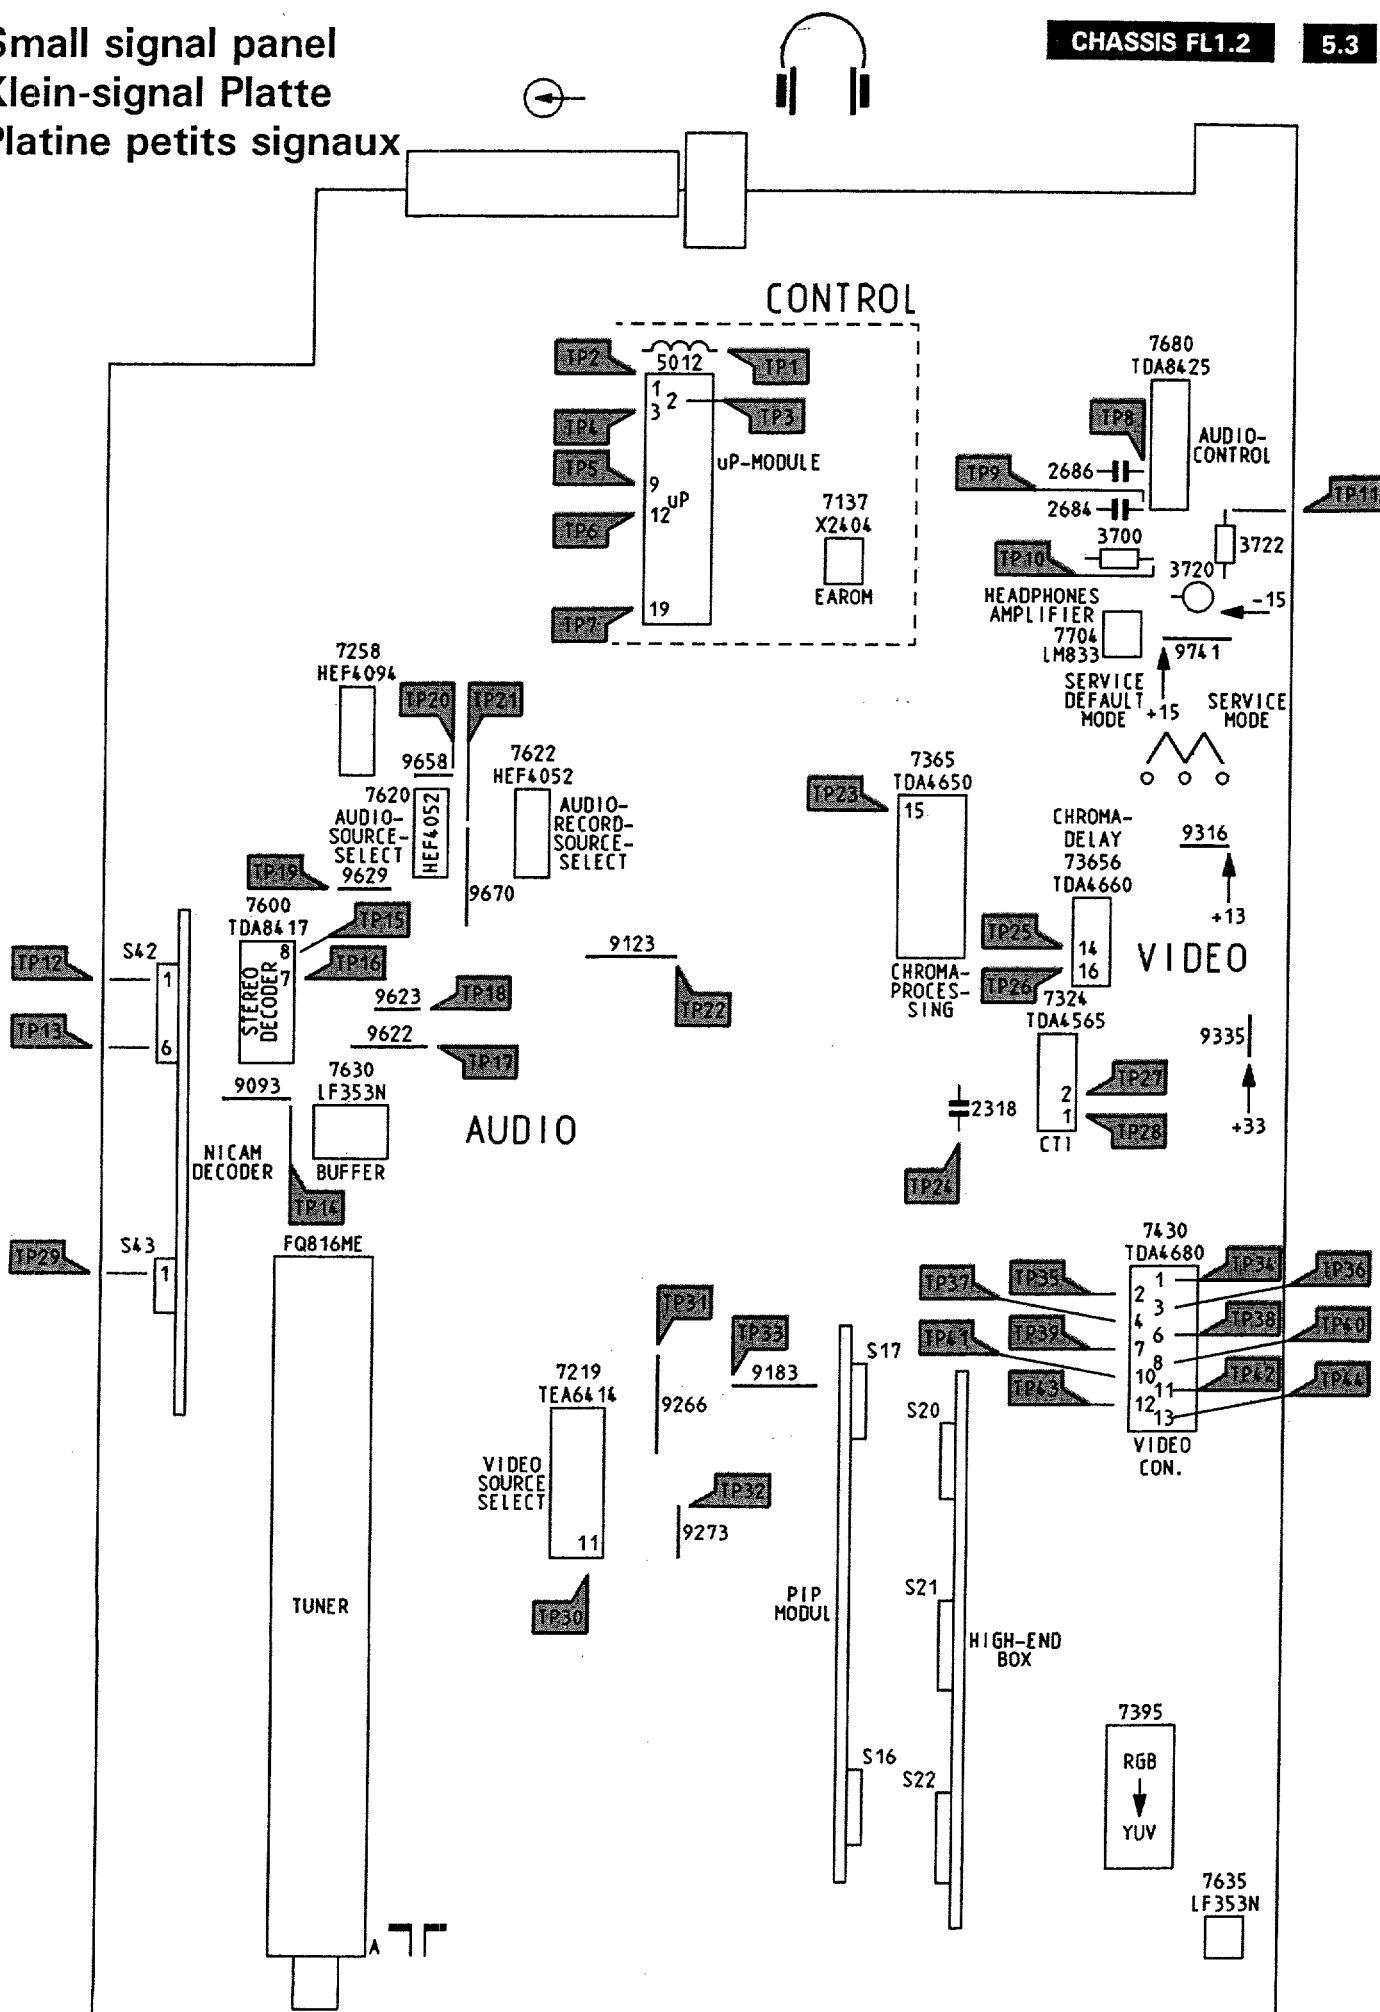 Small signal panel
Klein-signal Platte
Platine petits signaux
CHASSIS FL1.2
5.3
CONTROL
TP2
5012
TP1
1
2
TP3
3
TP4
TP5
uP-MODULE
9
uP
12
TP6
7137
X2404
EAROM
19
TP7
7680
TDA8425
TP8
AUDIO-
CONTROL
TP9
2686
2684
TP11
3700
3722
TP10
3720
HEADPHONES
AMPLIFIER
7704
LM833
-15
9741
SERVICE
DEFAULT
MODE
+15
SERVICE
MODE
7258
HEF4094
TP20
TP21
9658
7622
HEF4052
7620
HEF4052
AUDIO-
SOURCE-
SELECT
AUDIO-
RECORD-
SOURCE-
SELECT
TP19
9629
9670
7365
TDA4650
TP23
15
CHROMA-
PROCES-
SING
CHROMA-
DELAY
73656
TDA4660
9316
+13
7600
TDA8417
TP15
8
7
TP16
STEREO
DECODER
S42
TP12
1
TP13
6
9623
TP18
9622
TP17
9123
TP22
TP25
14
16
TP26
VIDEO
7324
TDA4565
9335
+33
2
TP27
1
TP28
CTI
2318
TP24
9093
7630
LF353N
BUFFER
AUDIO
NICAM
DECODER
TP14
S43
TP29
1
FQ816ME
TUNER
A
7430
TDA4680
TP37
TP35
TP34
TP36
1
2
3
4
TP41
TP39
TP38
TP40
6
7
8
10
TP43
TP42
TP44
11
12
13
VIDEO
CON.
TP31
TP33
9183
9266
7219
TEA6414
VIDEO
SOURCE
SELECT
11
TP32
9273
TP30
S17
S20
PIP
MODUL
S21
HIGH-END
BOX
S16
S22
7395
RGB
YUV
7635
LF353N